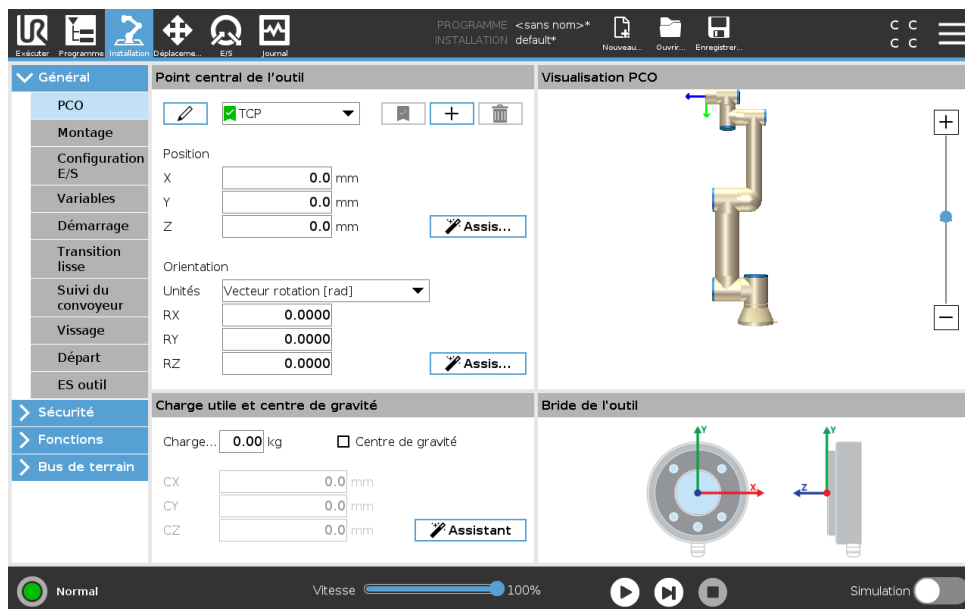 PROGRAMME <sans nom>*
INSTALLATION default*
Exécuter
Programme
Installation
Déplaceme...
E/S
Journal
Nouveau...
Ouvrir...
Enregistrer...
C C
C C
Général
PCO
Montage
Configuration
E/S
Variables
Démarrage
Transition
lisse
Suivi du
convoyeur
Vissage
Départ
ES outil
Sécurité
Fonctions
Bus de terrain
Point central de l'outil
TCP
Position
X 0.0 mm
Y 0.0 mm
Z 0.0 mm
Assis...
Orientation
Unités Vecteur rotation [rad]
RX 0.0000
RY 0.0000
RZ 0.0000
Assis...
Charge utile et centre de gravité
Charge... 0.00 kg Centre de gravité
CX 0.0 mm
CY 0.0 mm
CZ 0.0 mm
Assistant
Visualisation PCO
Bride de l'outil
Y
X
Y
Z
Normal
Vitesse 100%
Simulation